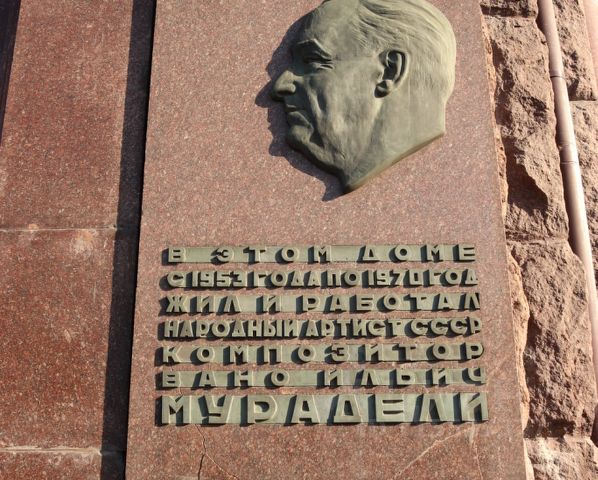 В ЭТОМ ДОМЕ
С 1953 ГОДА ПО 1970 ГОД
ЖИЛ И РАБОТАЛ
НАРОДНЫЙ АРТИСТ СССР
КОМПОЗИТОР
ВАНО ИЛЬИЧ
МУРАДЕЛИ